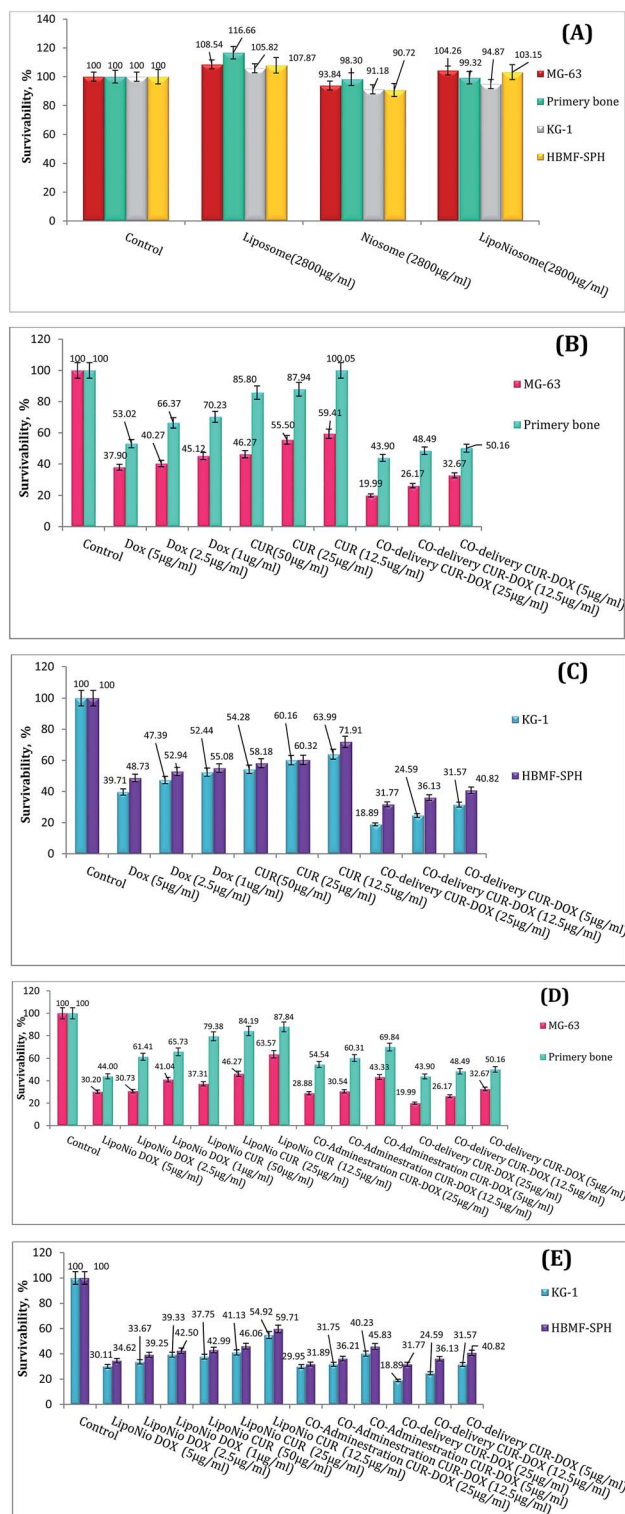 (A)
140
120
100
80
60
40
20
0
Survivability, %
100 100 100 100
108.54 116.66 105.82 107.87
93.84 98.30 91.18 90.72
104.26 99.32 94.87 103.15
Control
Liposome(2800µg/ml)
Niosome (2800µg/ml)
LipoNiosome(2800µg/ml)
MG-63
Primery bone
KG-1
HBMF-SPH
(B)
120
100
80
60
40
20
0
Survivability, %
100 100
37.90 53.02
40.27 66.37
45.12 70.23
46.27 85.80
55.50 87.94
59.41 100.05
19.99 43.90
26.17 48.49
32.67 50.16
Control
Dox (5µg/ml)
Dox (2.5µg/ml)
Dox (1ug/ml)
CUR(50µg/ml)
CUR (25µg/ml)
CUR (12.5ug/ml)
CO-delivery CUR-DOX (25µg/ml)
CO-delivery CUR-DOX (12.5µg/ml)
CO-delivery CUR-DOX (5µg/ml)
MG-63
Primery bone
(C)
120
100
80
60
40
20
0
Survivability, %
100 100
39.71 48.73
47.39 52.94
52.44 55.08
54.28 58.18
60.16 60.32
63.99 71.91
18.89 31.77
24.59 36.13
31.57 40.82
Control
Dox (5µg/ml)
Dox (2.5µg/ml)
Dox (1ug/ml)
CUR(50µg/ml)
CUR (25µg/ml)
CUR (12.5ug/ml)
CO-delivery CUR-DOX (25µg/ml)
CO-delivery CUR-DOX (12.5µg/ml)
CO-delivery CUR-DOX (5µg/ml)
KG-1
HBMF-SPH
(D)
120
100
80
60
40
20
0
Survivability, %
100 100
30.20 44.00
30.73 61.41
41.04 65.73
37.31 79.38
46.27 84.19
63.57 87.84
28.88 54.54
30.54 60.31
43.33 69.84
19.99 43.90
26.17 48.49
32.67 50.16
Control
LipoNio DOX (5µg/ml)
LipoNio DOX (2.5µg/ml)
LipoNio DOX (1µg/ml)
LipoNio CUR (50µg/ml)
LipoNio CUR (25µg/ml)
LipoNio CUR (12.5µg/ml)
CO-Adminestration CUR-DOX (25µg/ml)
CO-Adminestration CUR-DOX (12.5µg/ml)
CO-Adminestration CUR-DOX (5µg/ml)
CO-delivery CUR-DOX (25µg/ml)
CO-delivery CUR-DOX (12.5µg/ml)
CO-delivery CUR-DOX (5µg/ml)
MG-63
Primery bone
(E)
120
100
80
60
40
20
0
Survivability, %
100 100
30.11 34.62
33.67 39.25
39.33 42.50
37.75 42.99
41.13 46.06
54.92 59.71
29.95 31.89
31.75 36.21
40.23 45.83
18.89 31.77
24.59 36.13
31.57 40.82
Control
LipoNio DOX (5µg/ml)
LipoNio DOX (2.5µg/ml)
LipoNio DOX (1µg/ml)
LipoNio CUR (50µg/ml)
LipoNio CUR (25µg/ml)
LipoNio CUR (12.5µg/ml)
CO-Adminestration CUR-DOX (25µg/ml)
CO-Adminestration CUR-DOX (12.5µg/ml)
CO-Adminestration CUR-DOX (5µg/ml)
CO-delivery CUR-DOX (25µg/ml)
CO-delivery CUR-DOX (12.5µg/ml)
CO-delivery CUR-DOX (5µg/ml)
KG-1
HBMF-SPH